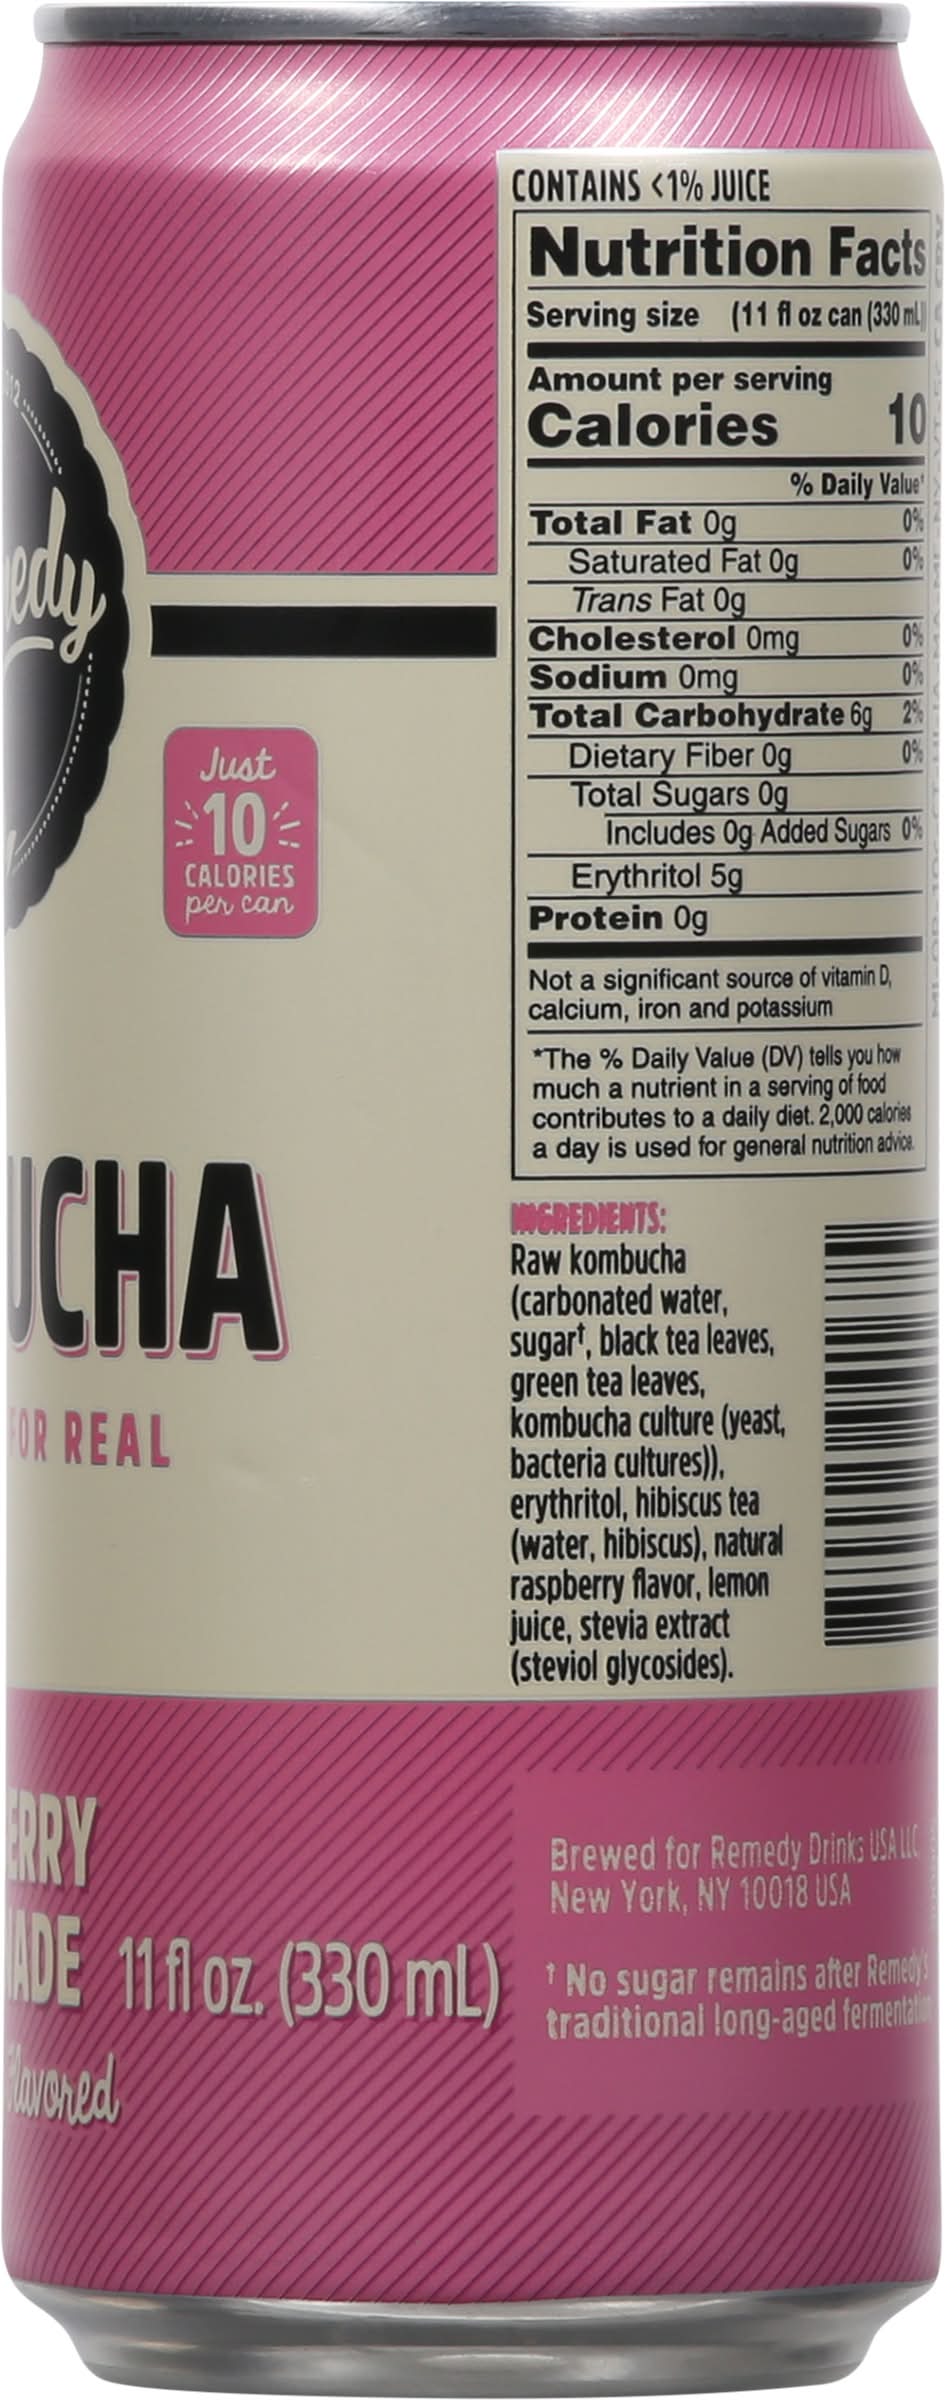 CONTAINS <1% JUICE
Nutrition Facts
Serving size (11 fl oz can (330 mL))
Amount per serving
Calories 10
% Daily Value*
Total Fat 0g 0%
Saturated Fat 0g 0%
Trans Fat 0g
Cholesterol 0mg 0%
Sodium 0mg 0%
Total Carbohydrate 6g 2%
Dietary Fiber 0g 0%
Total Sugars 0g
Includes 0g Added Sugars 0%
Erythritol 5g
Protein 0g
Not a significant source of vitamin D,
calcium, iron and potassium
*The % Daily Value (DV) tells you how
much a nutrient in a serving of food
contributes to a daily diet. 2,000 calories
a day is used for general nutrition advice.
INGREDIENTS:
Raw kombucha
(carbonated water,
sugar†, black tea leaves,
green tea leaves,
kombucha culture (yeast,
bacteria cultures)),
erythritol, hibiscus tea
(water, hibiscus), natural
raspberry flavor, lemon
juice, stevia extract
(steviol glycosides).
Brewed for Remedy Drinks USA LLC
New York, NY 10018 USA
† No sugar remains after Remedy's
traditional long-aged fermentation
edy
Just
10
CALORIES
per can
UCHA
FOR REAL
ERRY
ADE
11 fl oz. (330 mL)
Flavored